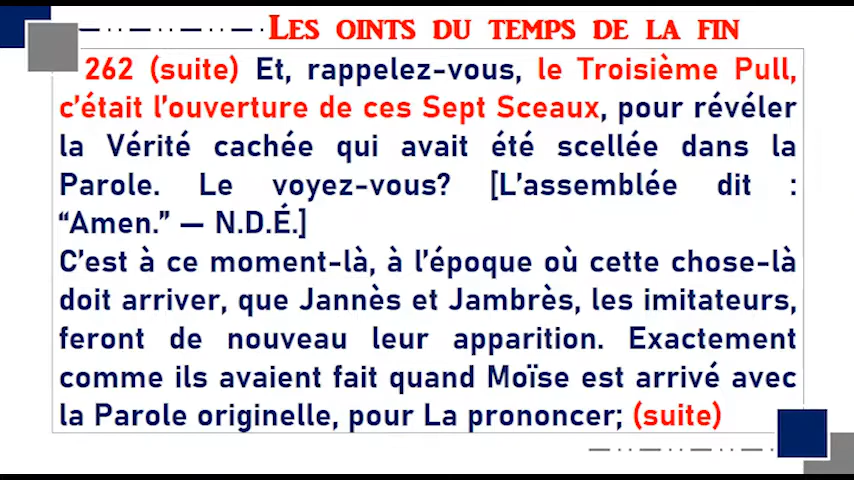 LES OINTS DU TEMPS DE LA FIN
262 (suite) Et, rappelez-vous, le Troisième Pull,
c’était l’ouverture de ces Sept Sceaux, pour révéler
la Vérité cachée qui avait été scellée dans la
Parole. Le voyez-vous? [L’assemblée dit :
“Amen.” — N.D.É.]
C’est à ce moment-là, à l’époque où cette chose-là
doit arriver, que Jannès et Jambrès, les imitateurs,
feront de nouveau leur apparition. Exactement
comme ils avaient fait quand Moïse est arrivé avec
la Parole originelle, pour La prononcer; (suite)